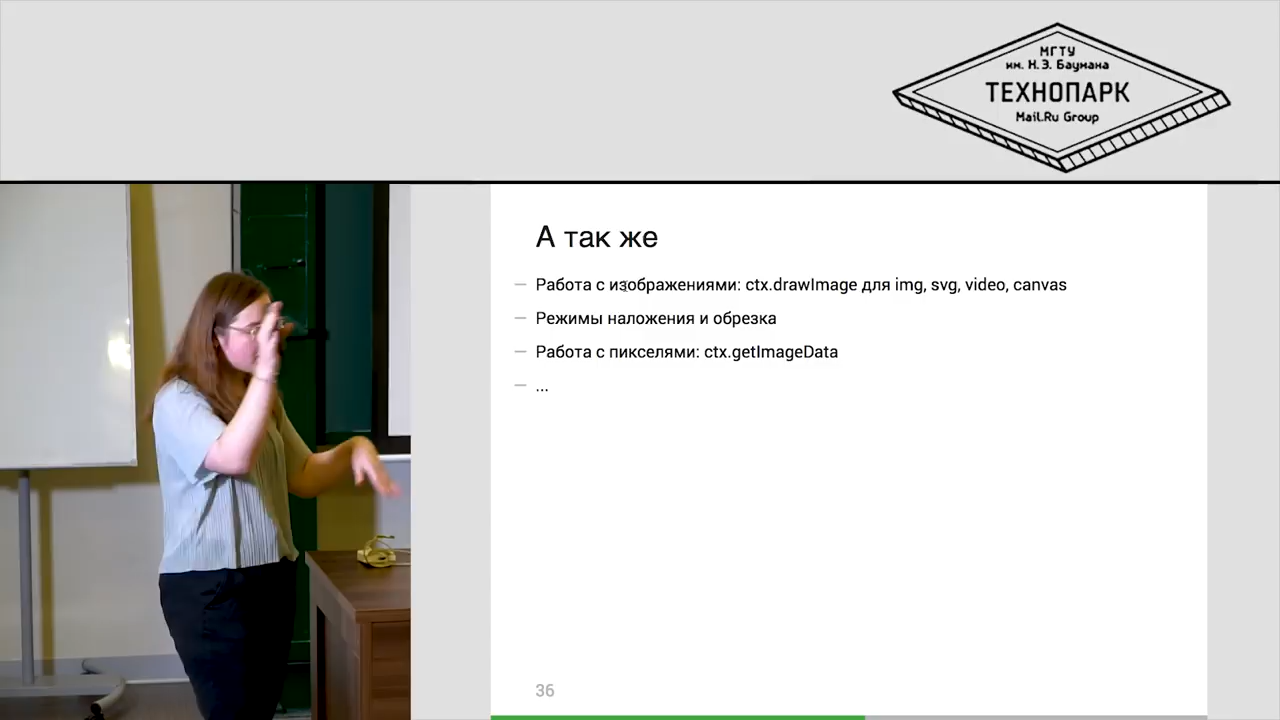 МГТУ
им. Н.Э. Баумана
ТЕХНОПАРК
Mail.Ru Group
А так же
— Работа с изображениями: ctx.drawImage для img, svg, video, canvas
— Режимы наложения и обрезка
— Работа с пикселями: ctx.getImageData
— ...
36